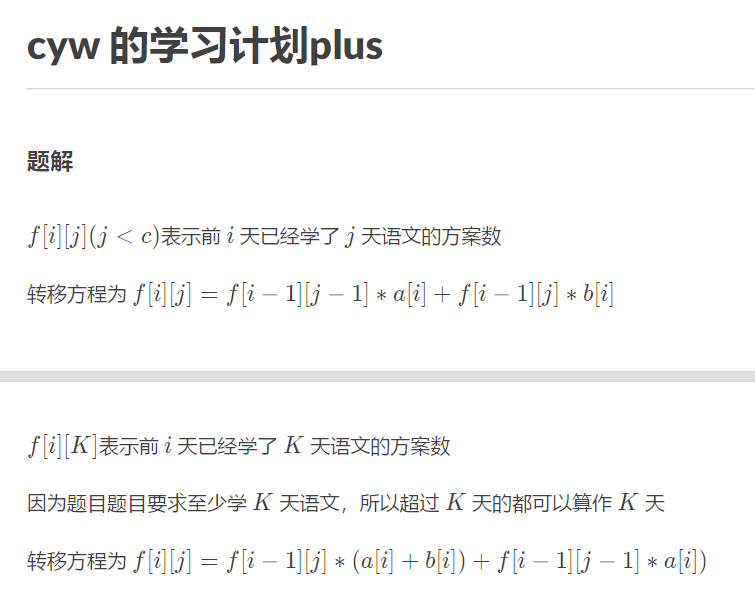 cyw 的学习计划plus
题解
f[i][j](j < c)表示前 i 天已经学了 j 天语文的方案数
转移方程为 f[i][j] = f[i − 1][j − 1] ∗ a[i] + f[i − 1][j] ∗ b[i]
f[i][K]表示前 i 天已经学了 K 天语文的方案数
因为题目题目要求至少学 K 天语文，所以超过 K 天的都可以算作 K 天
转移方程为 f[i][j] = f[i − 1][j] ∗ (a[i] + b[i]) + f[i − 1][j − 1] ∗ a[i])